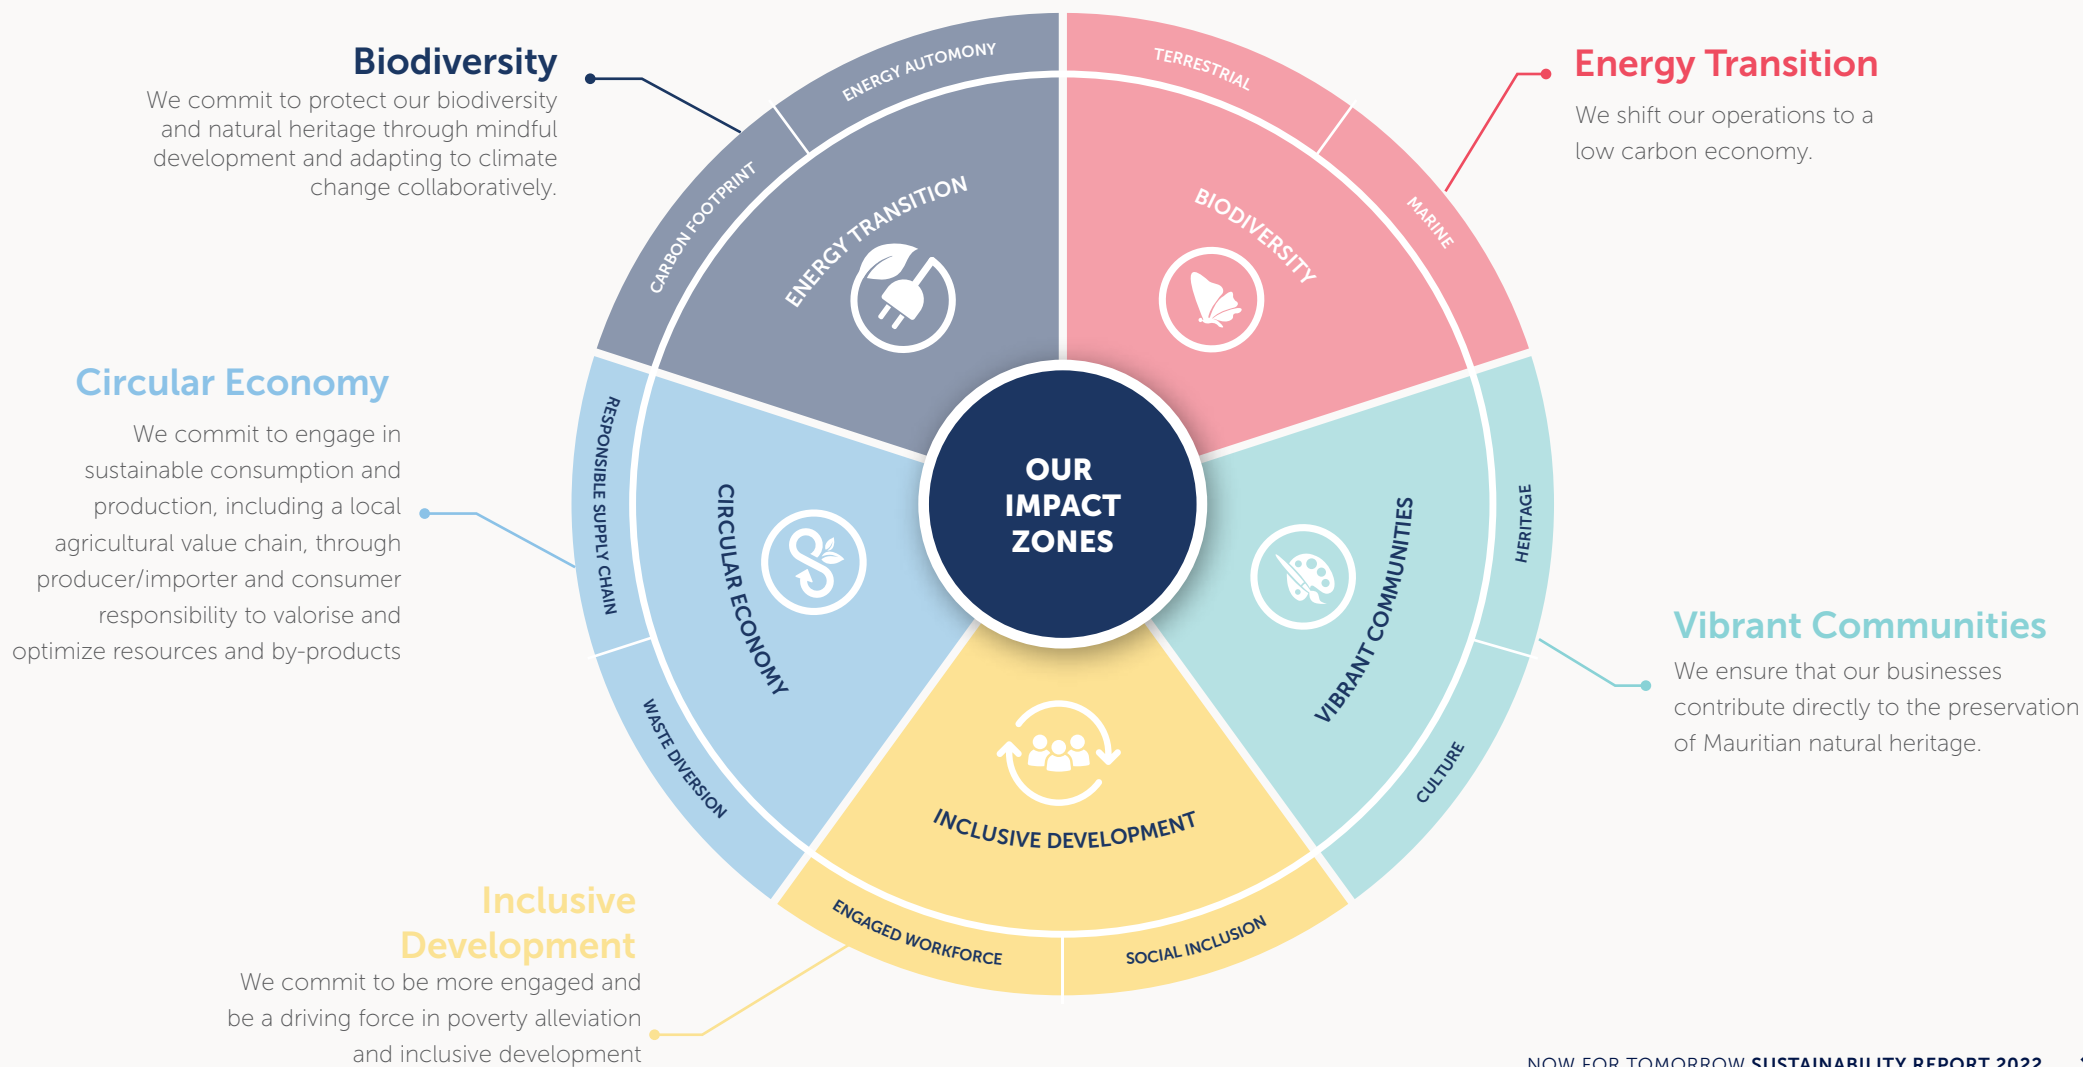 Biodiversity
We commit to protect our biodiversity
and natural heritage through mindful
development and adapting to climate
change collaboratively.
Energy Transition
We shift our operations to a
low carbon economy.
Circular Economy
We commit to engage in
sustainable consumption and
production, including a local
agricultural value chain, through
producer/importer and consumer
responsibility to valorise and
optimize resources and by-products
Vibrant Communities
We ensure that our businesses
contribute directly to the preservation
of Mauritian natural heritage.
Inclusive
Development
We commit to be more engaged and
be a driving force in poverty alleviation
and inclusive development
OUR
IMPACT
ZONES
ENERGY TRANSITION
CARBON FOOTPRINT
ENERGY AUTOMONY
BIODIVERSITY
TERRESTRIAL
MARINE
VIBRANT COMMUNITIES
HERITAGE
CULTURE
INCLUSIVE DEVELOPMENT
ENGAGED WORKFORCE
SOCIAL INCLUSION
CIRCULAR ECONOMY
RESPONSIBLE SUPPLY CHAIN
WASTE DIVERSION
NOW FOR TOMORROW SUSTAINABILITY REPORT 2022